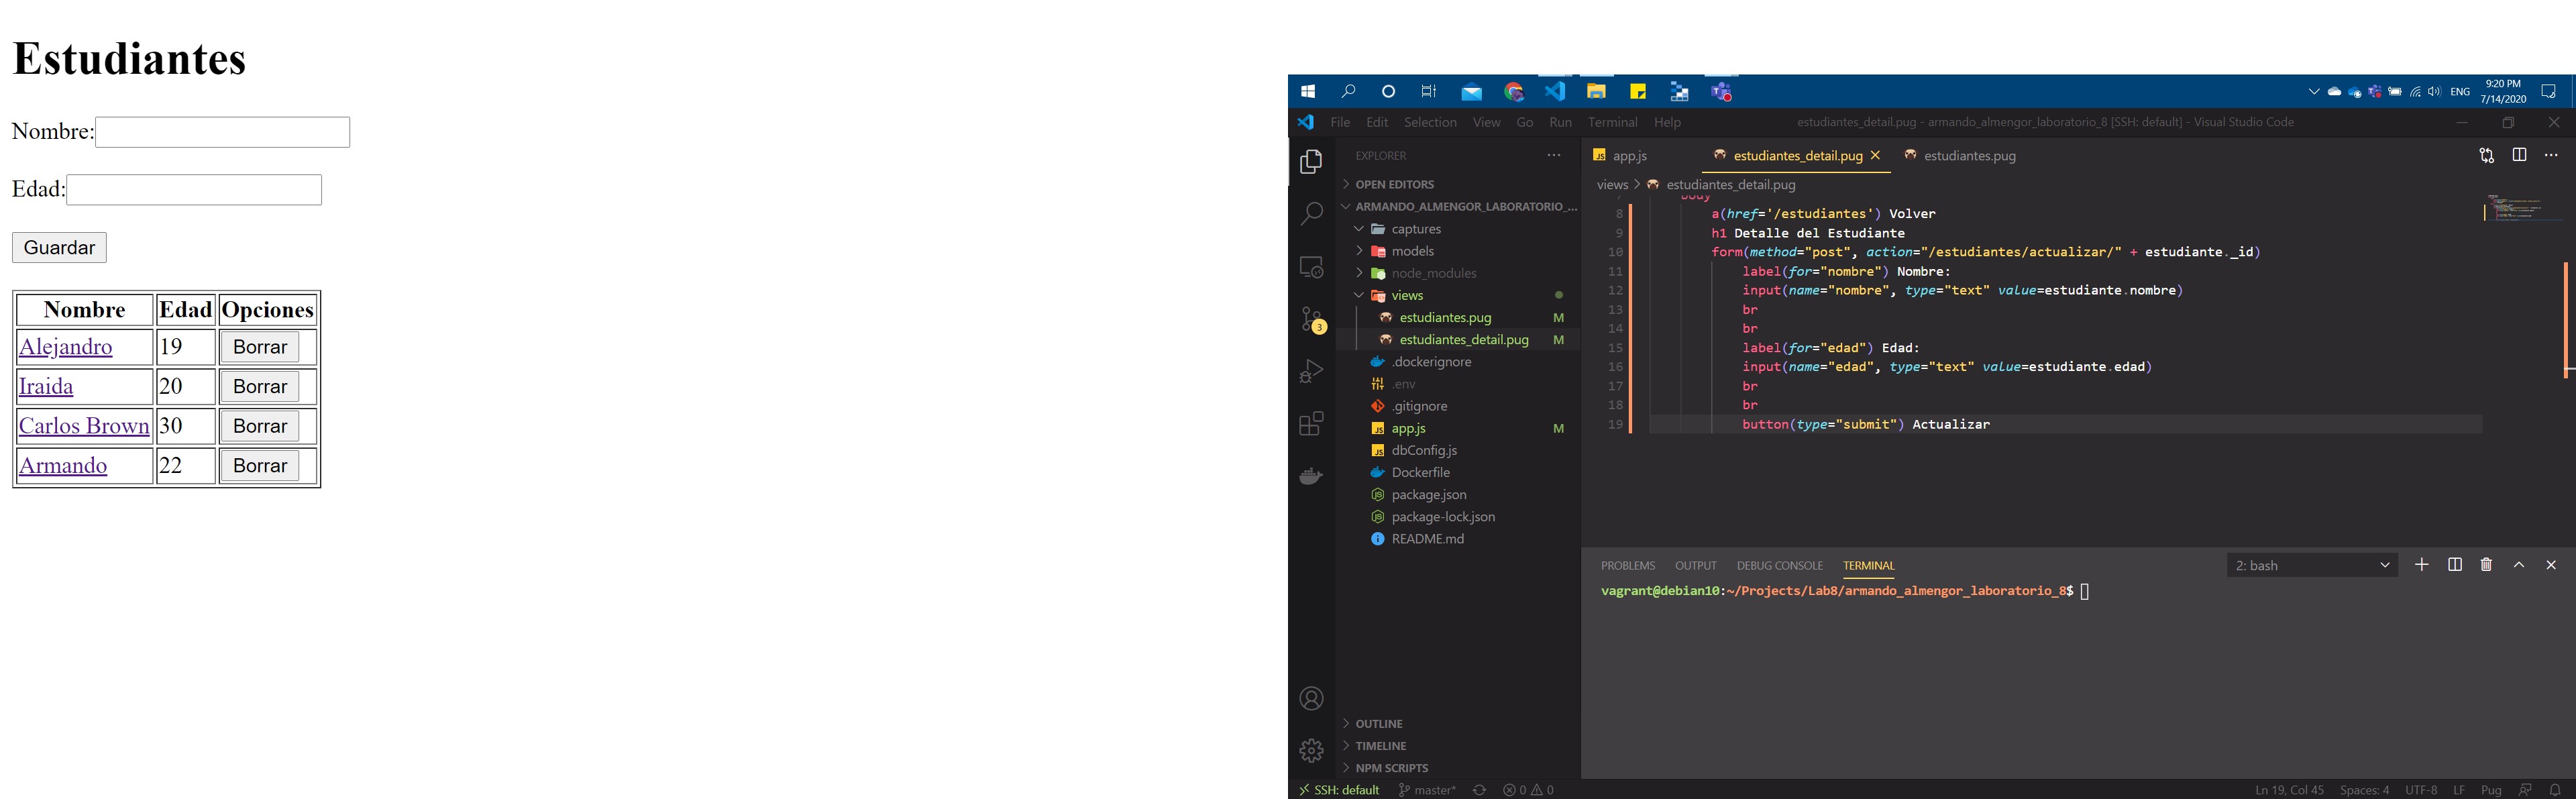 Estudiantes
Nombre:
Edad:
Guardar
Nombre Edad Opciones
Alejandro 19 Borrar
Iraida 20 Borrar
Carlos Brown 30 Borrar
Armando 22 Borrar
ENG
9:20 PM
7/14/2020
File Edit Selection View Go Run Terminal Help
estudiantes_detail.pug - armando_almengor_laboratorio_8 [SSH: default] - Visual Studio Code
EXPLORER
OPEN EDITORS
ARMANDO_ALMENGOR_LABORATORIO_...
captures
models
node_modules
views
estudiantes.pug M
estudiantes_detail.pug M
.dockerignore
.env
.gitignore
app.js M
dbConfig.js
Dockerfile
package.json
package-lock.json
README.md
OUTLINE
TIMELINE
NPM SCRIPTS
3
app.js estudiantes_detail.pug estudiantes.pug
views > estudiantes_detail.pug
7 body
8 a(href='/estudiantes') Volver
9 h1 Detalle del Estudiante
10 form(method="post", action="/estudiantes/actualizar/" + estudiante._id)
11 label(for="nombre") Nombre:
12 input(name="nombre", type="text" value=estudiante.nombre)
13 br
14 br
15 label(for="edad") Edad:
16 input(name="edad", type="text" value=estudiante.edad)
17 br
18 br
19 button(type="submit") Actualizar
PROBLEMS OUTPUT DEBUG CONSOLE TERMINAL
2: bash
vagrant@debian10:~/Projects/Lab8/armando_almengor_laboratorio_8$
SSH: default master* 0 0
Ln 19, Col 45 Spaces: 4 UTF-8 LF Pug